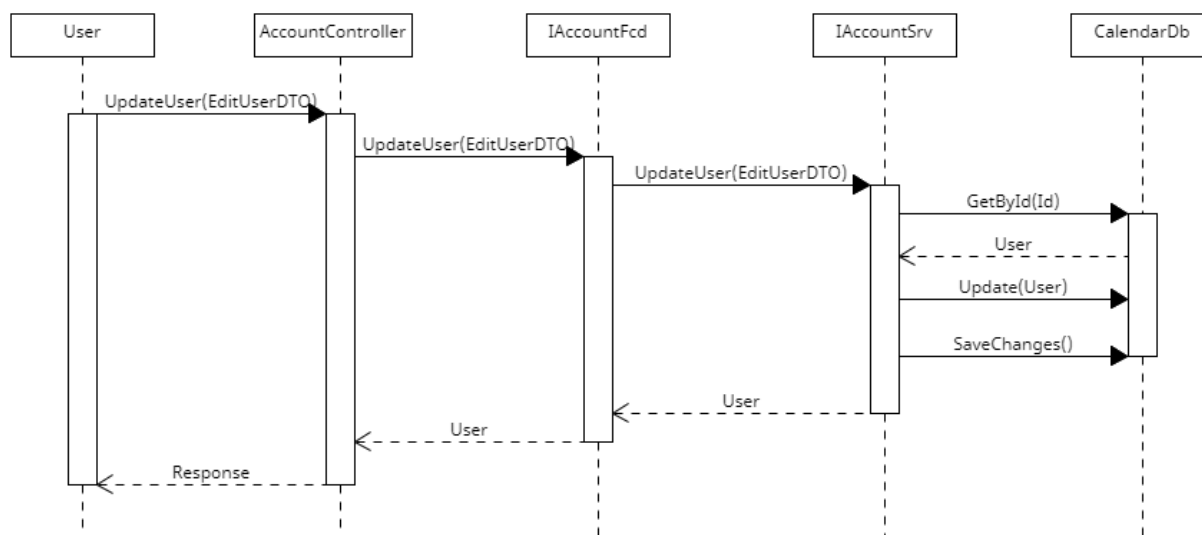 User
AccountController
IAccountFcd
IAccountSrv
CalendarDb
UpdateUser(EditUserDTO)
UpdateUser(EditUserDTO)
UpdateUser(EditUserDTO)
GetById(Id)
User
Update(User)
SaveChanges()
User
User
Response